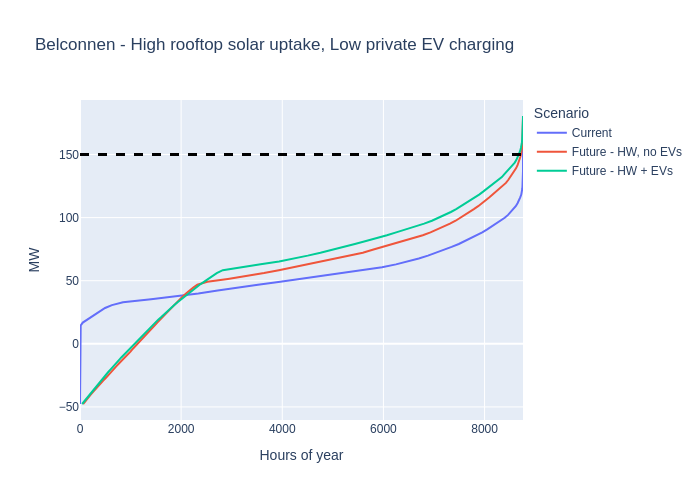 Belconnen - High rooftop solar uptake, Low private EV charging
Scenario
Current
Future - HW, no EVs
Future - HW + EVs
MW
150
100
50
0
−50
0
2000
4000
6000
8000
Hours of year